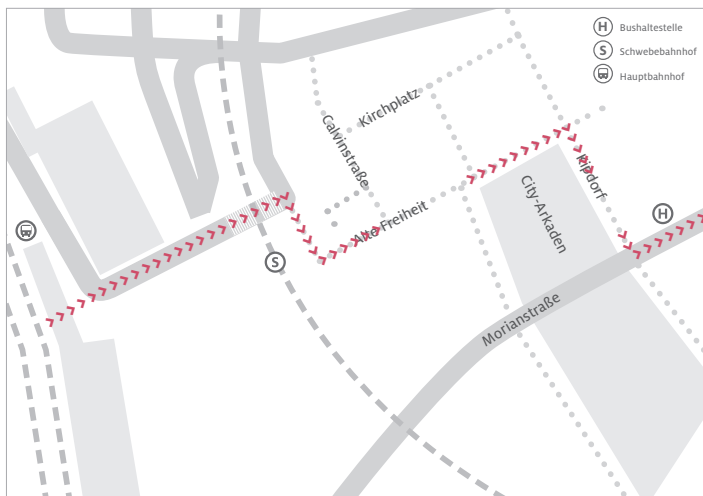 H Bushaltestelle
S Schwebebahnhof
Hauptbahnhof
Kirchplatz
Calvinstraße
Kipdorf
City-Arkaden
Alte Freiheit
H
S
Morianstraße